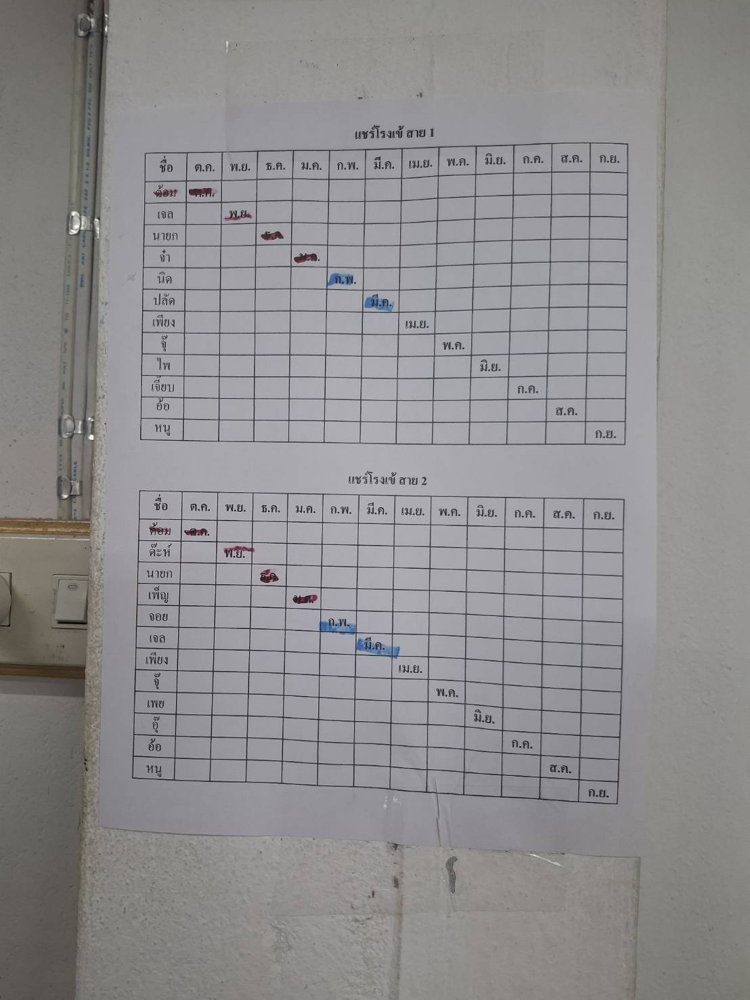 แชร์โรงเข้ สาย 1
ชื่อ ต.ค. พ.ย. ธ.ค. ม.ค. ก.พ. มี.ค. เม.ย. พ.ค. มิ.ย. ก.ค. ส.ค. ก.ย.
ต้อม ต.ค.
เจล พ.ย.
นายก ธ.ค
จ๋า ม.ค.
นิค ก.พ.
ปลัด มี.ค.
เพียง เม.ย.
จุ๊ พ.ค.
ไพ มิ.ย.
เจี๊ยบ ก.ค.
อ้อ ส.ค.
หนู ก.ย.
แชร์โรงเข้ สาย 2
ชื่อ ต.ค. พ.ย. ธ.ค. ม.ค. ก.พ. มี.ค. เม.ย. พ.ค. มิ.ย. ก.ค. ส.ค. ก.ย.
ต้อม ต.ค.
ต๊ะห์ พ.ย.
นายก ธ.ค
เพ็ญ ม.ค.
จอย ก.พ.
เจล มี.ค.
เพียง เม.ย.
จุ๊ พ.ค.
เพย มิ.ย.
อุ๊ ก.ค.
อ้อ ส.ค.
หนู ก.ย.